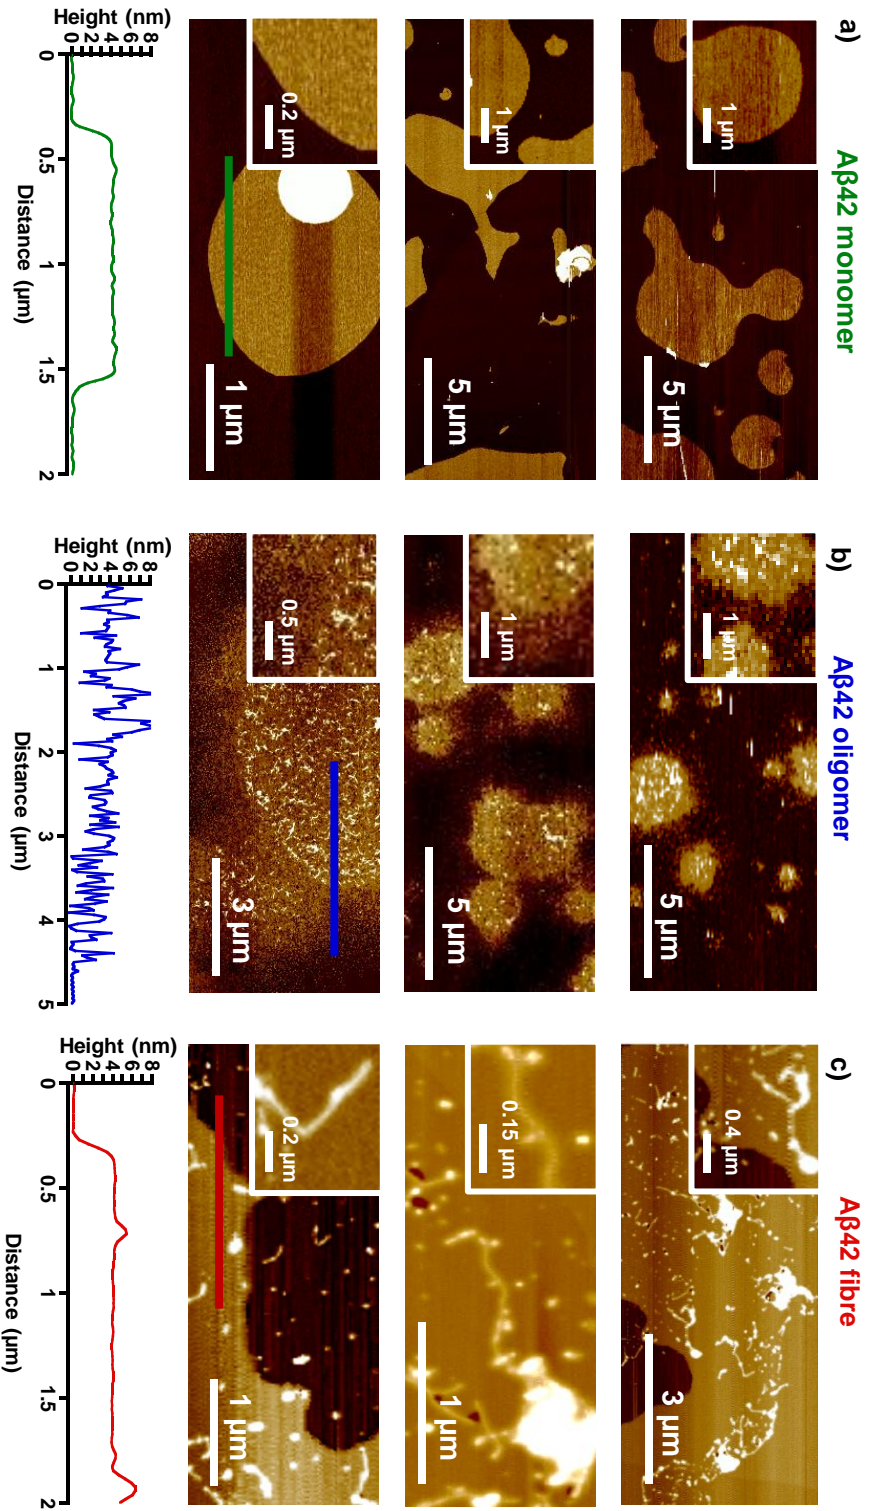 a)
Aβ42 monomer
1 µm
5 µm
1 µm
5 µm
0.2 µm
1 µm
Height (nm)
0 2 4 6 8
0 0.5 1 1.5 2
Distance (µm)
b)
Aβ42 oligomer
1 µm
5 µm
1 µm
5 µm
0.5 µm
3 µm
Height (nm)
0 2 4 6 8
0 1 2 3 4 5
Distance (µm)
c)
Aβ42 fibre
0.4 µm
3 µm
0.15 µm
1 µm
0.2 µm
1 µm
Height (nm)
0 2 4 6 8
0 0.5 1 1.5 2
Distance (µm)